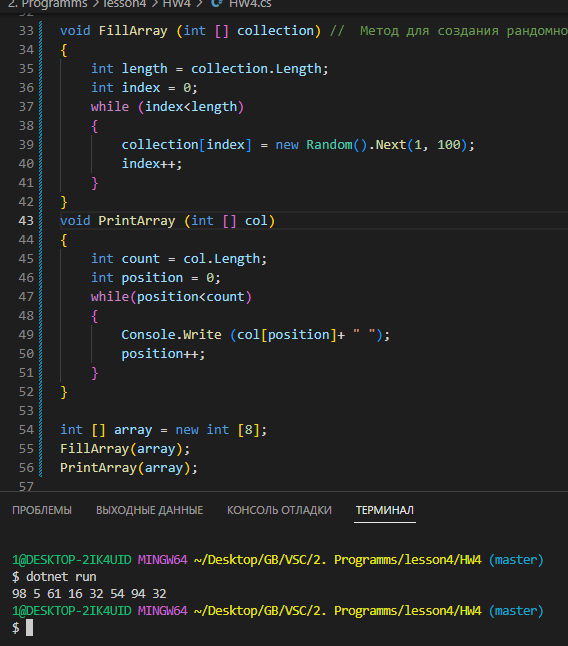 2. Programms > lesson4 > HW4 > HW4.cs
32
33 void FillArray (int [] collection) // Метод для создания рандомно
34 {
35 int length = collection.Length;
36 int index = 0;
37 while (index<length)
38 {
39 collection[index] = new Random().Next(1, 100);
40 index++;
41 }
42 }
43 void PrintArray (int [] col)
44 {
45 int count = col.Length;
46 int position = 0;
47 while(position<count)
48 {
49 Console.Write (col[position]+ " ");
50 position++;
51 }
52 }
53
54 int [] array = new int [8];
55 FillArray(array);
56 PrintArray(array);
57
ПРОБЛЕМЫ ВЫХОДНЫЕ ДАННЫЕ КОНСОЛЬ ОТЛАДКИ ТЕРМИНАЛ
1@DESKTOP-2IK4UID MINGW64 ~/Desktop/GB/VSC/2. Programms/lesson4/HW4 (master)
$ dotnet run
98 5 61 16 32 54 94 32
1@DESKTOP-2IK4UID MINGW64 ~/Desktop/GB/VSC/2. Programms/lesson4/HW4 (master)
$